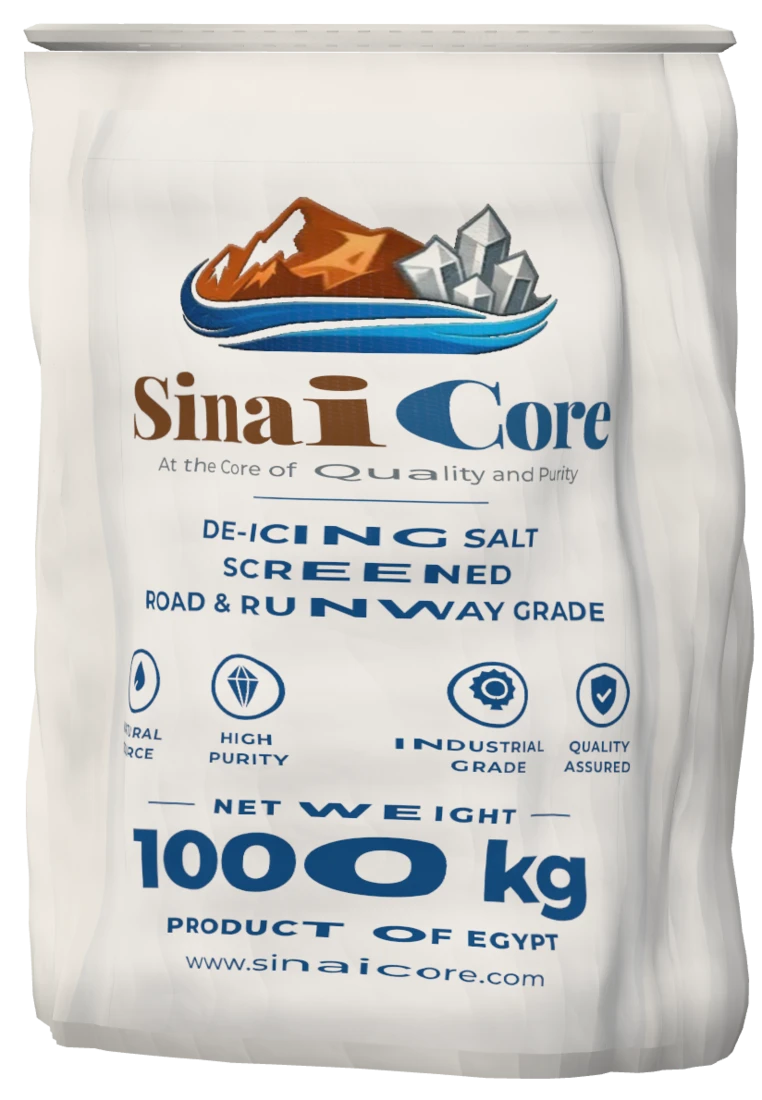 Sinai Core
At the Core of Quality and Purity
DE-ICING SALT
SCREENED
ROAD & RUNWAY GRADE
HIGH
PURITY
INDUSTRIAL
GRADE
QUALITY
ASSURED
NET WEIGHT
1000 kg
PRODUCT OF EGYPT
www.sinaicore.com